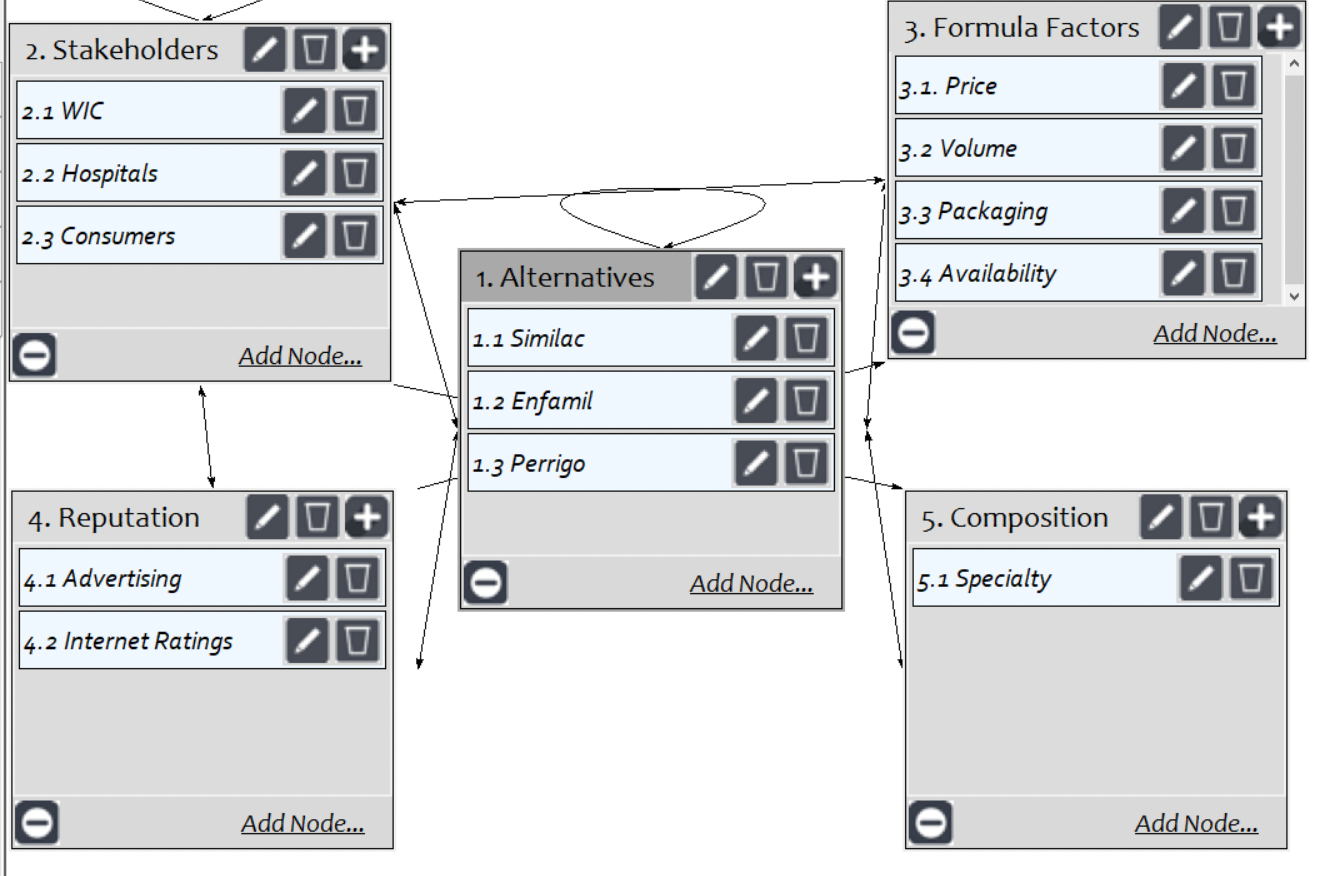 2. Stakeholders
2.1 WIC
2.2 Hospitals
2.3 Consumers
Add Node...
3. Formula Factors
3.1. Price
3.2 Volume
3.3 Packaging
3.4 Availability
Add Node...
1. Alternatives
1.1 Similac
1.2 Enfamil
1.3 Perrigo
Add Node...
4. Reputation
4.1 Advertising
4.2 Internet Ratings
Add Node...
5. Composition
5.1 Specialty
Add Node...